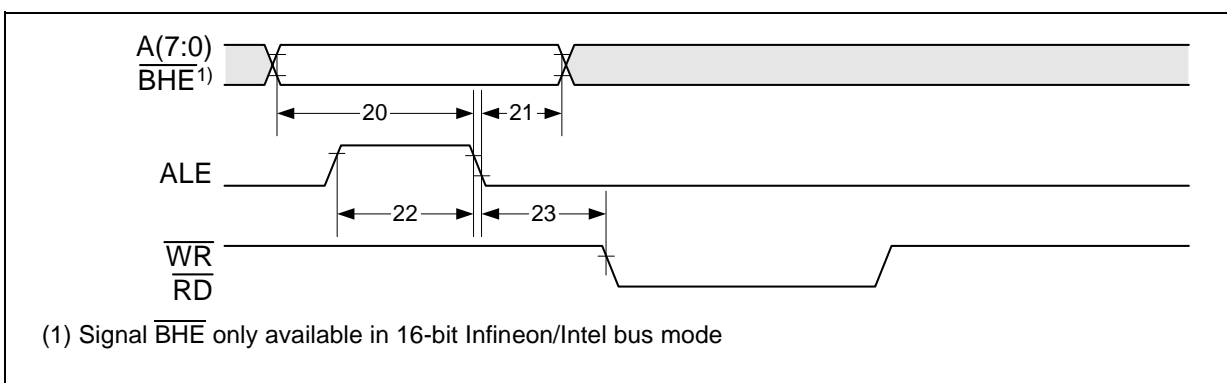 A(7:0)
BHE1)
20
21
ALE
22
23
WR
RD
(1) Signal BHE only available in 16-bit Infineon/Intel bus mode